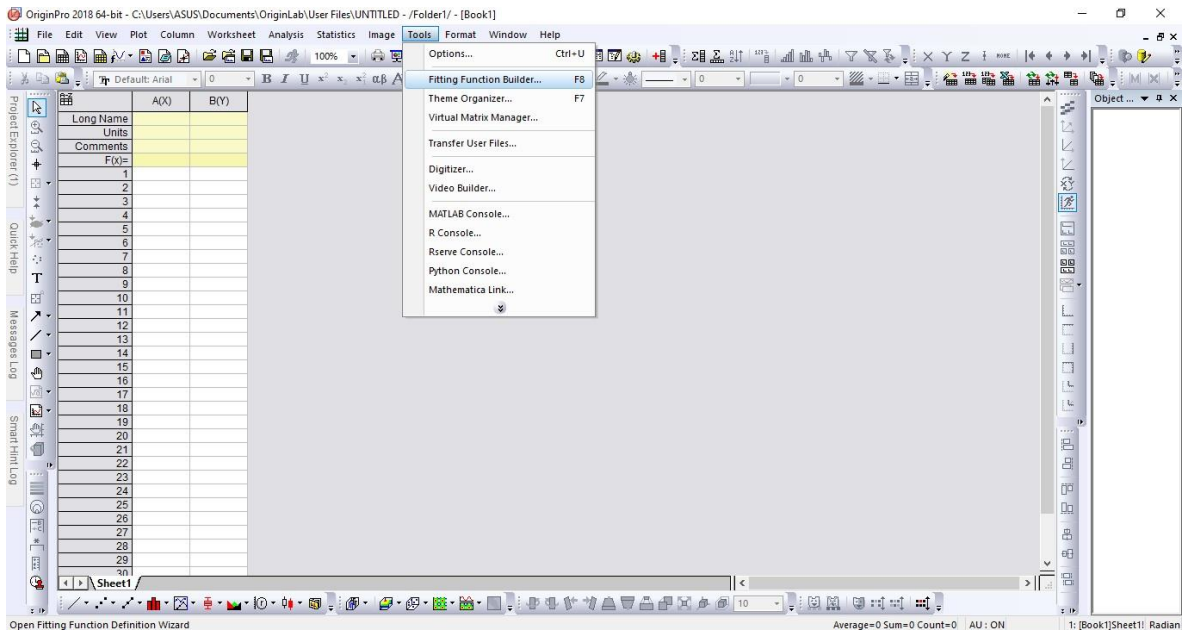 OriginPro 2018 64-bit - C:\Users\ASUS\Documents\OriginLab\User Files\UNTITLED - /Folder1/ - [Book1]
File Edit View Plot Column Worksheet Analysis Statistics Image Tools Format Window Help
100%
Default: Arial 0 B I U αβ A 0 0
X Y Z
Options... Ctrl+U
Fitting Function Builder... F8
Theme Organizer... F7
Virtual Matrix Manager...
Transfer User Files...
Digitizer...
Video Builder...
MATLAB Console...
R Console...
Rserve Console...
Python Console...
Mathematica Link...
Project Explorer (1)
Quick Help
Messages Log
Smart Hint Log
Object ...
A(X) B(Y)
Long Name
Units
Comments
F(x)=
1
2
3
4
5
6
7
8
9
10
11
12
13
14
15
16
17
18
19
20
21
22
23
24
25
26
27
28
29
30
Sheet1
10
Open Fitting Function Definition Wizard
Average=0 Sum=0 Count=0 AU : ON 1: [Book1]Sheet1! Radian